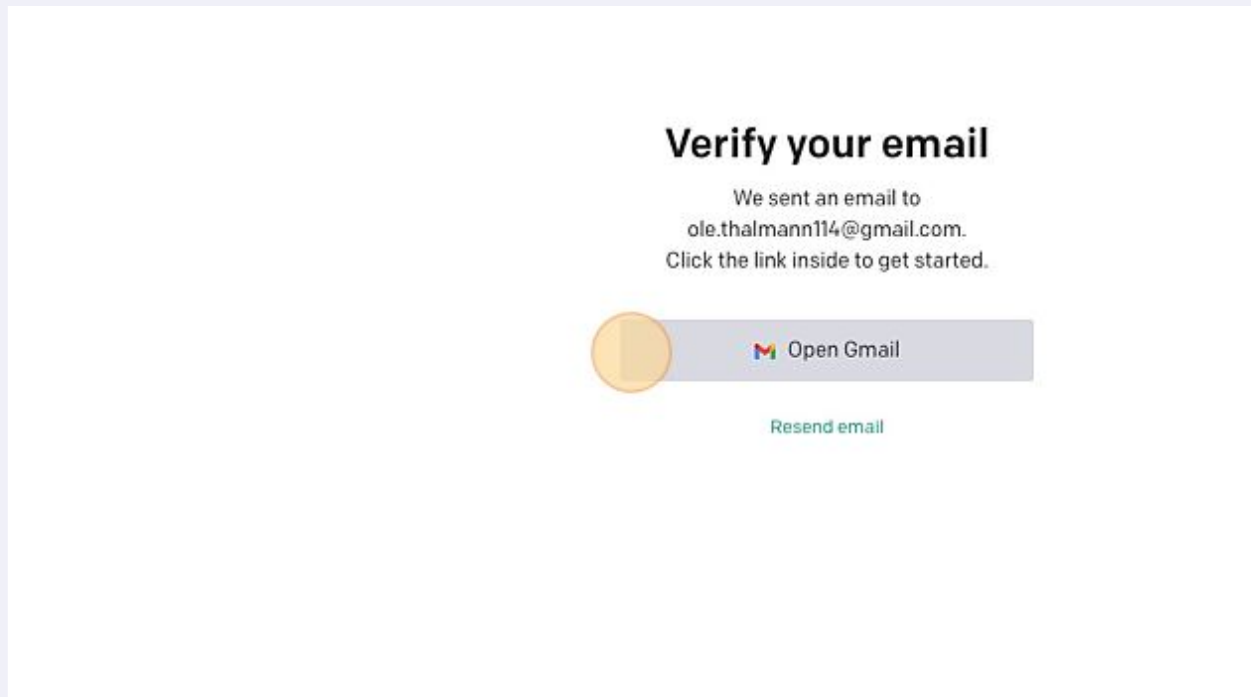 Verify your email
We sent an email to
ole.thalmann114@gmail.com.
Click the link inside to get started.
Open Gmail
Resend email